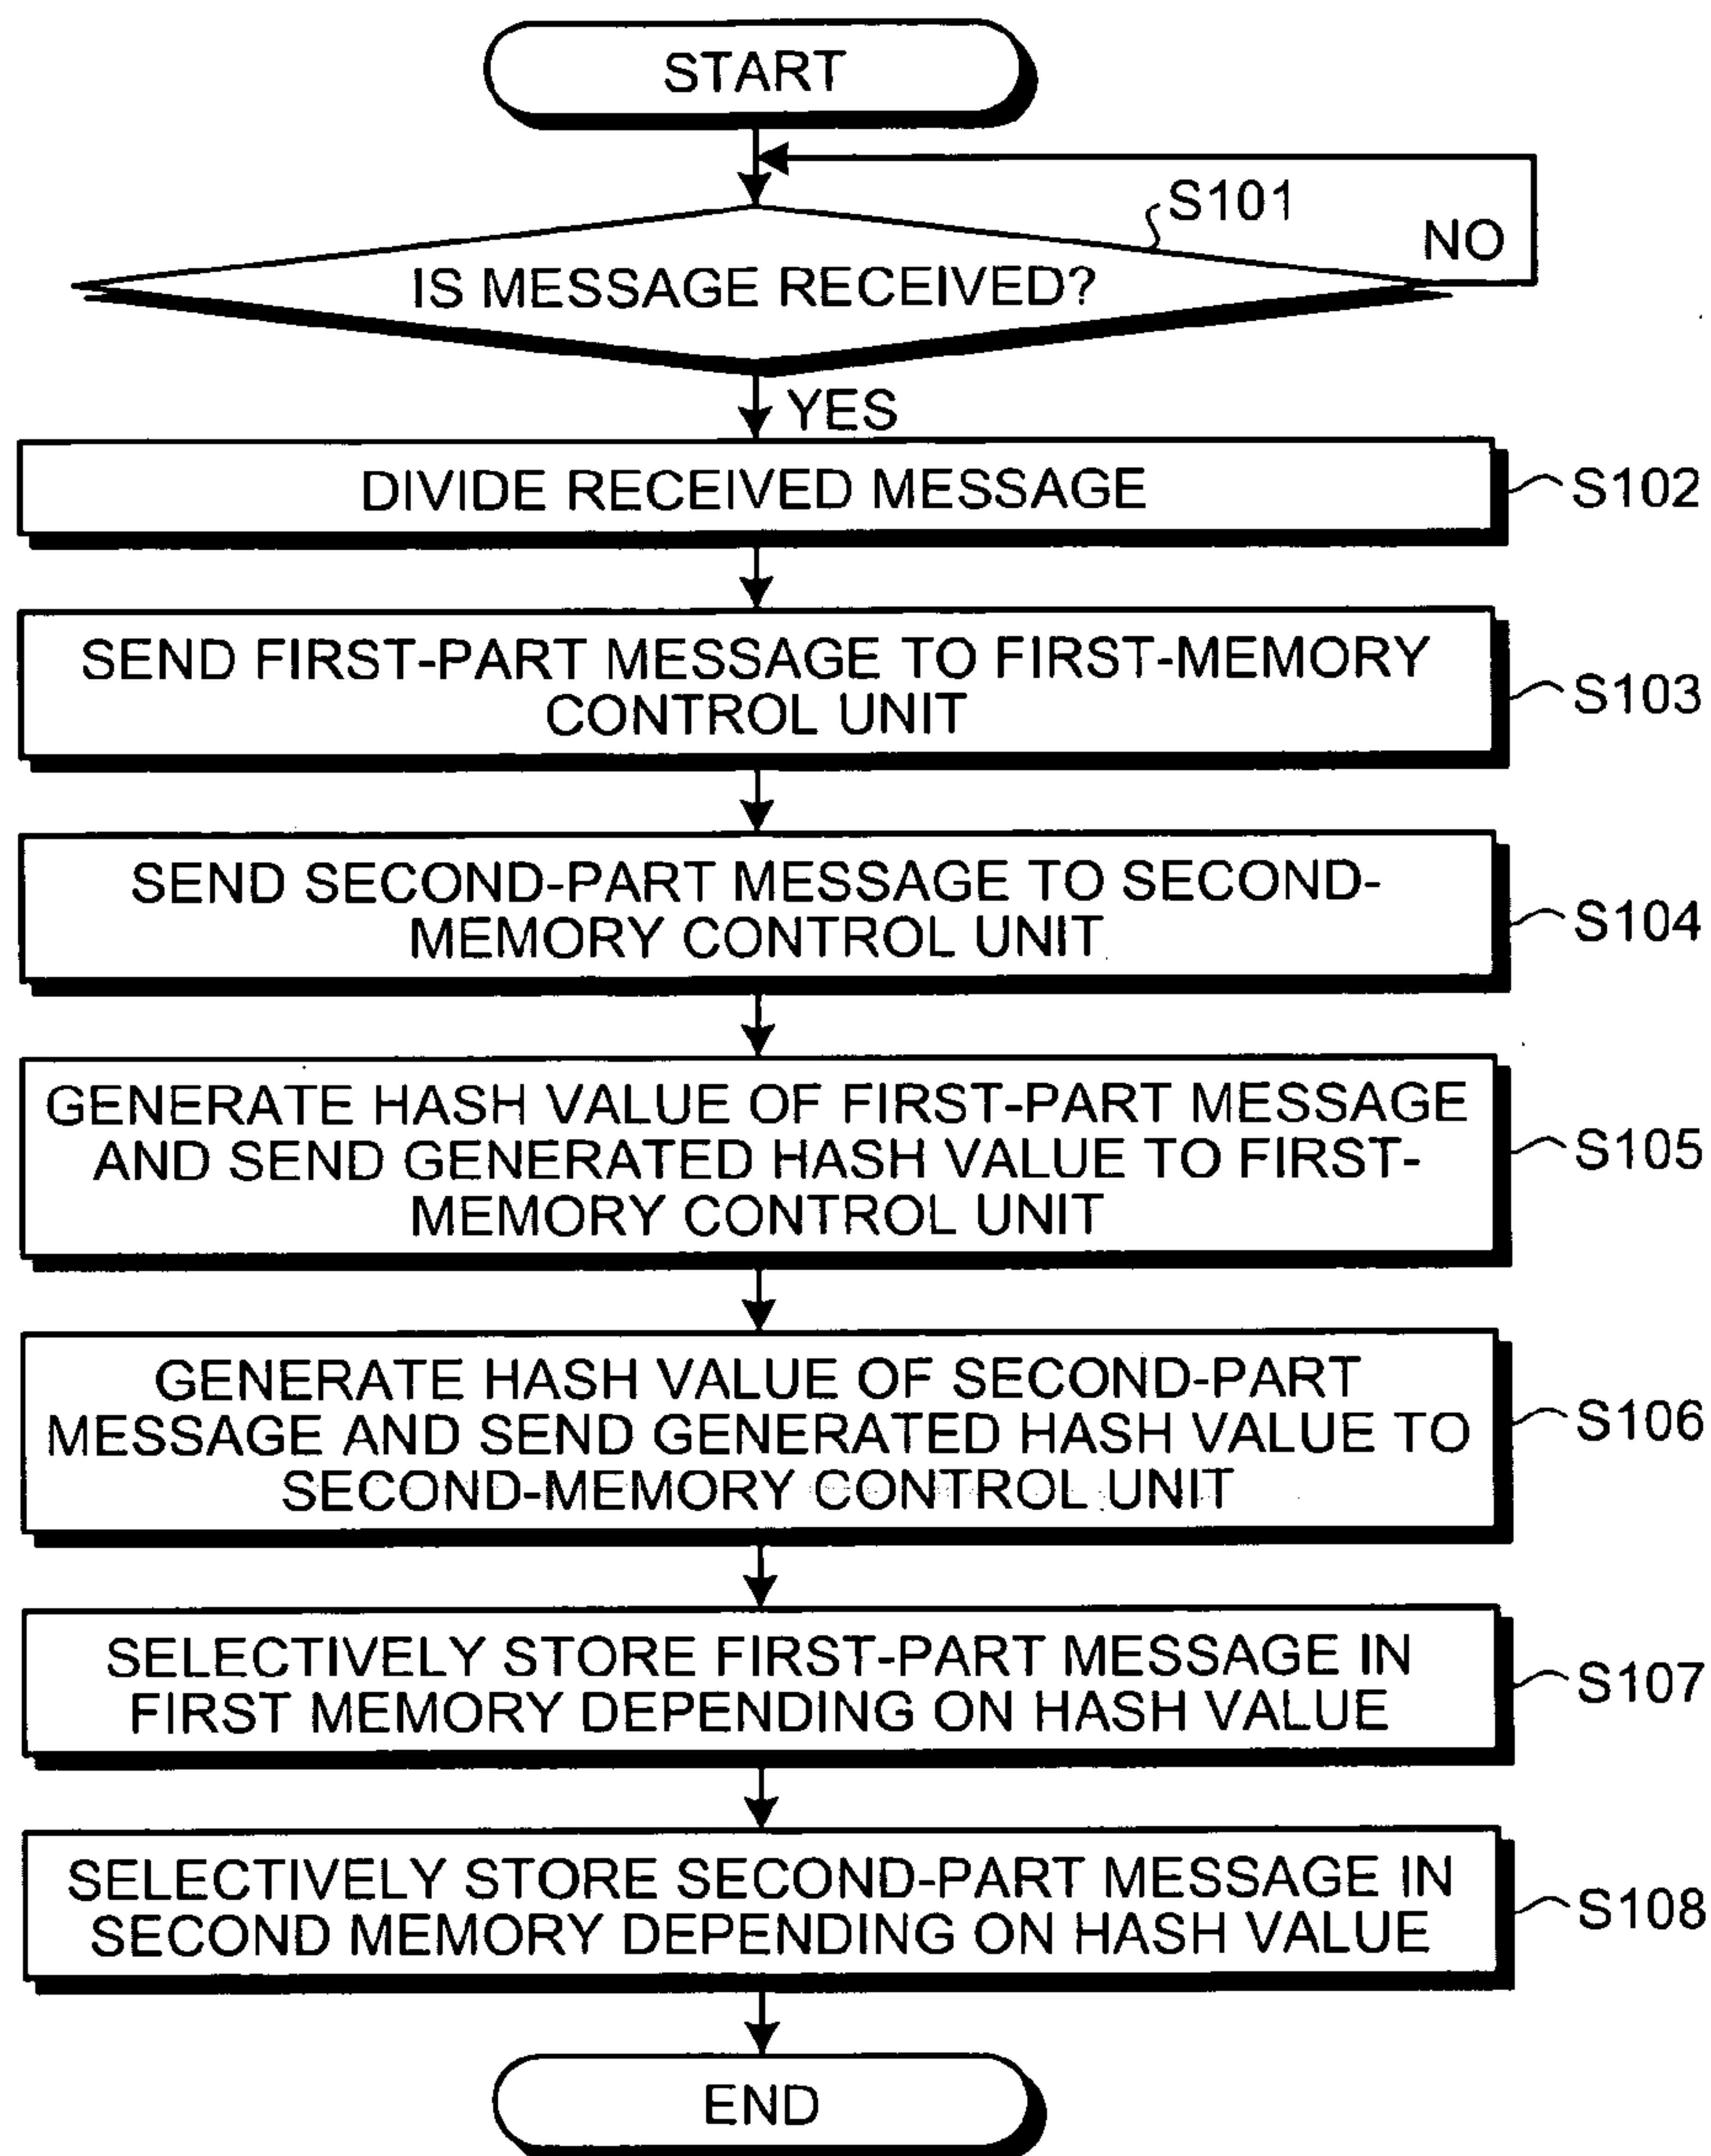 START
S101
NO
IS MESSAGE RECEIVED?
YES
DIVIDE RECEIVED MESSAGE
S102
SEND FIRST-PART MESSAGE TO FIRST-MEMORY
CONTROL UNIT
S103
SEND SECOND-PART MESSAGE TO SECOND-
MEMORY CONTROL UNIT
S104
GENERATE HASH VALUE OF FIRST-PART MESSAGE
AND SEND GENERATED HASH VALUE TO FIRST-
MEMORY CONTROL UNIT
S105
GENERATE HASH VALUE OF SECOND-PART
MESSAGE AND SEND GENERATED HASH VALUE TO
SECOND-MEMORY CONTROL UNIT
S106
SELECTIVELY STORE FIRST-PART MESSAGE IN
FIRST MEMORY DEPENDING ON HASH VALUE
S107
SELECTIVELY STORE SECOND-PART MESSAGE IN
SECOND MEMORY DEPENDING ON HASH VALUE
S108
END